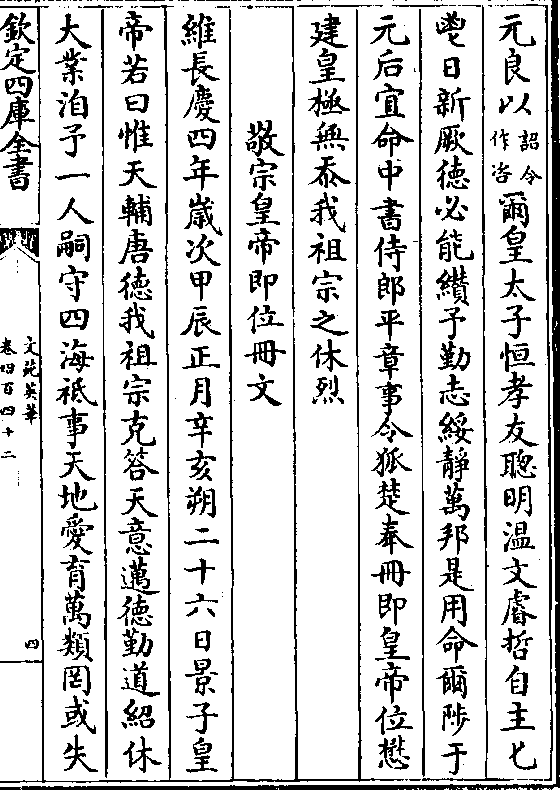 元良以詔令作咨爾皇太子恒孝友聰明温文睿哲自主匕
鬯日新厥徳必能纉予勤志綏靜萬邦是用命爾陟于
元后宜命中書侍郎平章事令狐楚奉冊即皇帝位懋
建皇極無忝我祖宗之休烈
敬宗皇帝即位冊文
維長慶四年嵗次甲辰正月辛亥朔二十六日景子皇
帝若曰惟天輔唐徳我祖宗克答天意邁徳勤道紹休
大業洎予一人嗣守四海祗事天地愛育萬類罔或失
欽定四庫全書
文苑英華
卷四百四十二
四